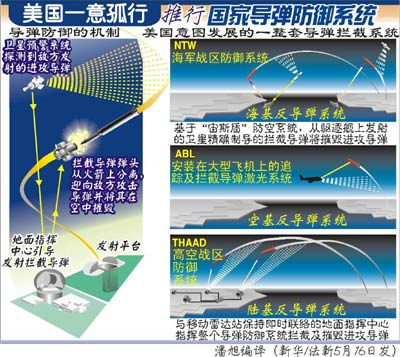 美国一意孤行 推行 国家导弹防御系统
导弹防御的机制
美国意图发展的一整套导弹拦截系统
卫星预警系统
探测到敌方发
射的进攻导弹
拦截导弹弹头
从火箭上分离,
迎向敌方攻击
导弹并将其在
空中摧毁
地面指挥
中心引导
发射拦截导弹
发射平台
NTW
海军战区防御系统
海基反导弹系统
基于“宙斯盾”防空系统，从驱逐舰上发射
的卫星精确制导的拦截导弹将摧毁进攻导弹
ABL
安装在大型飞机上的追
踪及拦截导弹激光系统
空基反导弹系统
THAAD
高空战区
防御
系统
陆基反导弹系统
与移动雷达站保持即时联络的地面指挥中心
指挥整个导弹防御系统拦截及摧毁进攻导弹
潘旭编译（新华/法新5月16日发）